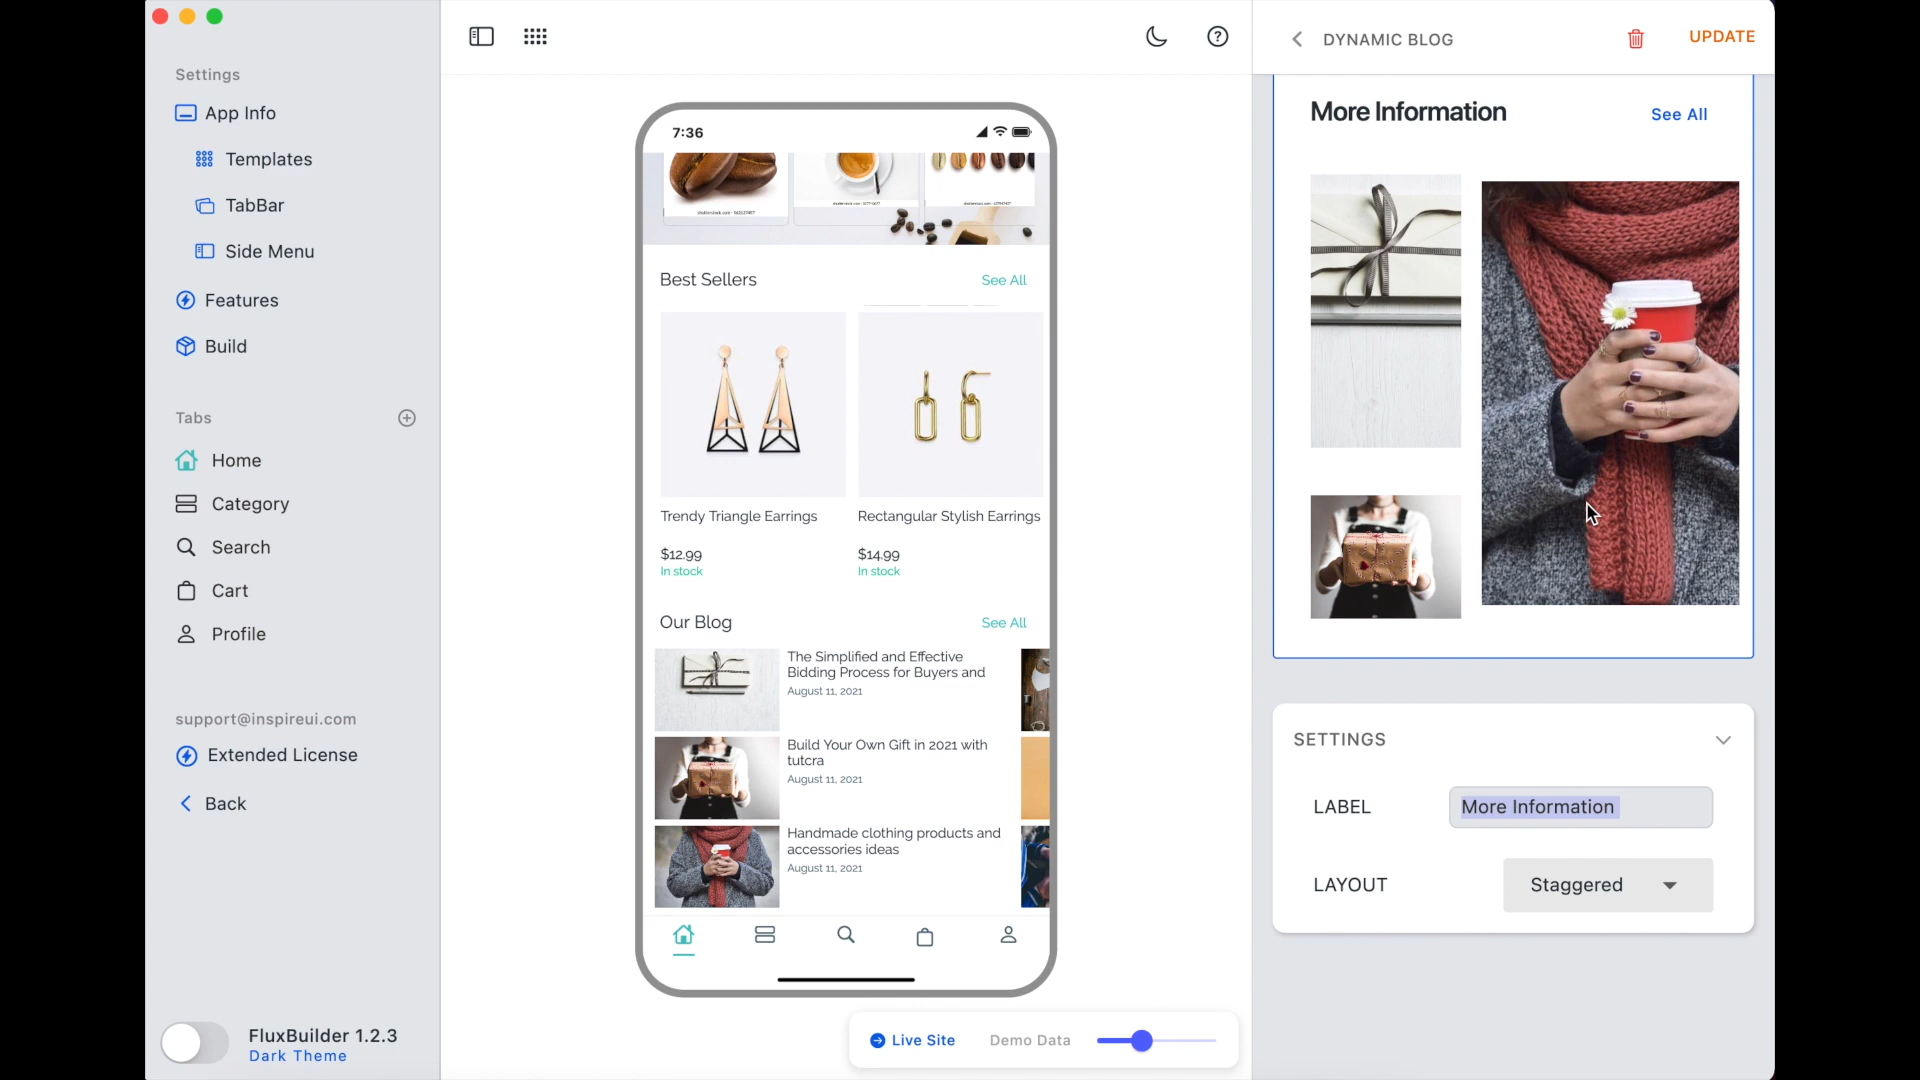 Settings
App Info
Templates
TabBar
Side Menu
Features
Build
Tabs
Home
Category
Search
Cart
Profile
support@inspireui.com
Extended License
Back
FluxBuilder 1.2.3
Dark Theme
7:36
Best Sellers
See All
Trendy Triangle Earrings
Rectangular Stylish Earrings
$12.99
In stock
$14.99
In stock
Our Blog
See All
The Simplified and Effective
Bidding Process for Buyers and
August 11, 2021
Build Your Own Gift in 2021 with
tutcra
August 11, 2021
Handmade clothing products and
accessories ideas
August 11, 2021
Live Site
Demo Data
DYNAMIC BLOG
UPDATE
More Information
See All
SETTINGS
LABEL
More Information
LAYOUT
Staggered